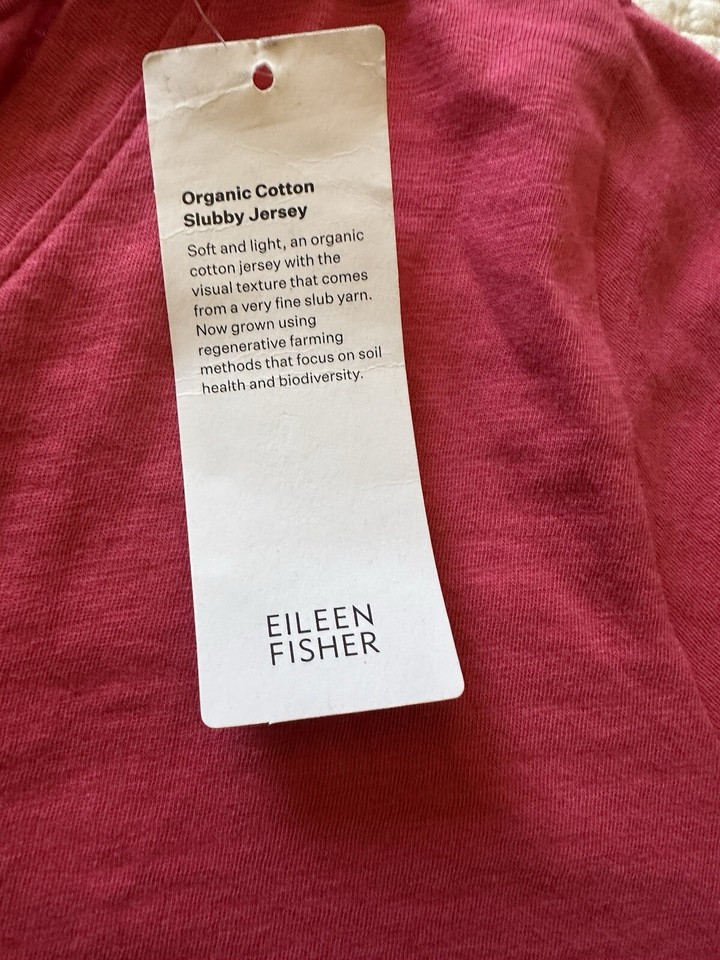 Organic Cotton
Slubby Jersey
Soft and light, an organic
cotton jersey with the
visual texture that comes
from a very fine slub yarn.
Now grown using
regenerative farming
methods that focus on soil
health and biodiversity.
EILEEN
FISHER